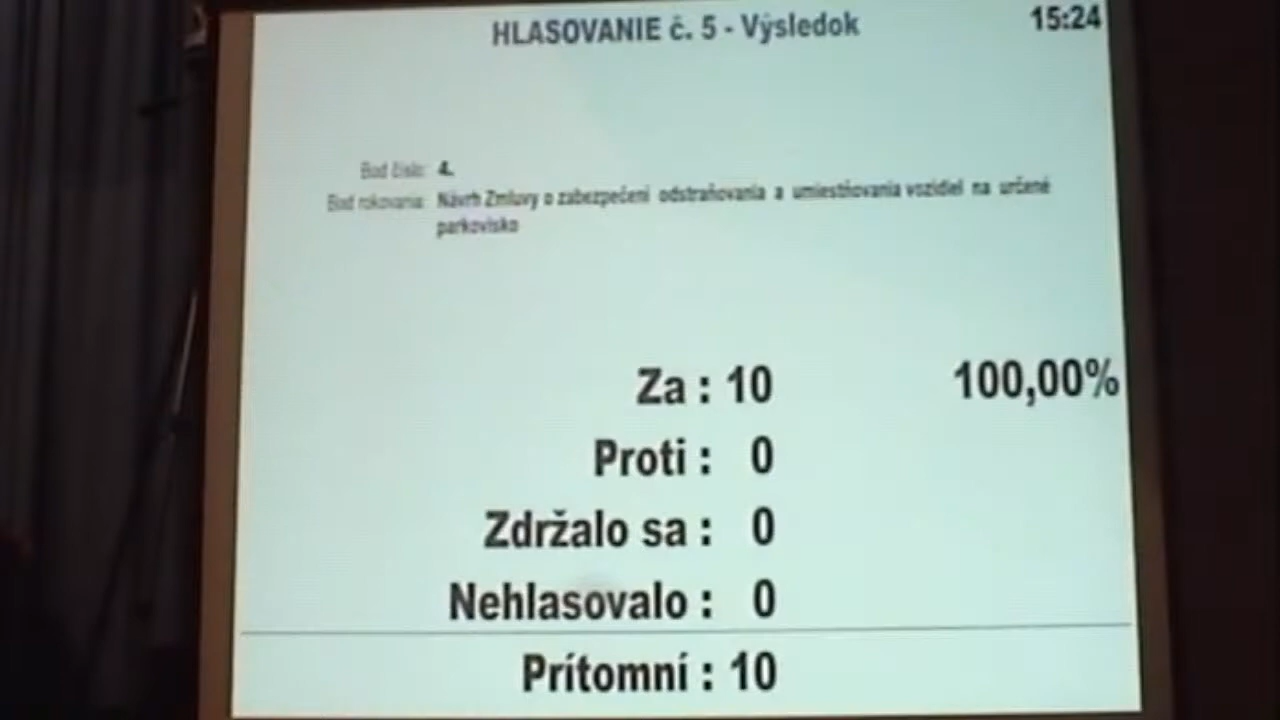 HLASOVANIE č. 5 - Výsledok
15:24
Bod číslo: 4.
Bod rokovania: Návrh Zmluvy o zabezpečení odstraňovania a umiestňovania vozidiel na určené
parkovisko
Za : 10 100,00%
Proti : 0
Zdržalo sa : 0
Nehlasovalo : 0
Prítomní : 10